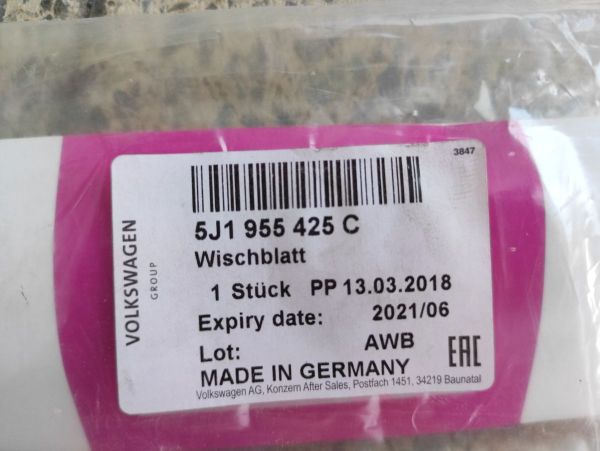 3847
VOLKSWAGEN
GROUP
5J1 955 425 C
Wischblatt
1 Stück PP 13.03.2018
Expiry date: 2021/06
Lot: AWB
MADE IN GERMANY
EAC
Volkswagen AG, Konzern After Sales, Postfach 1451, 34219 Baunatal